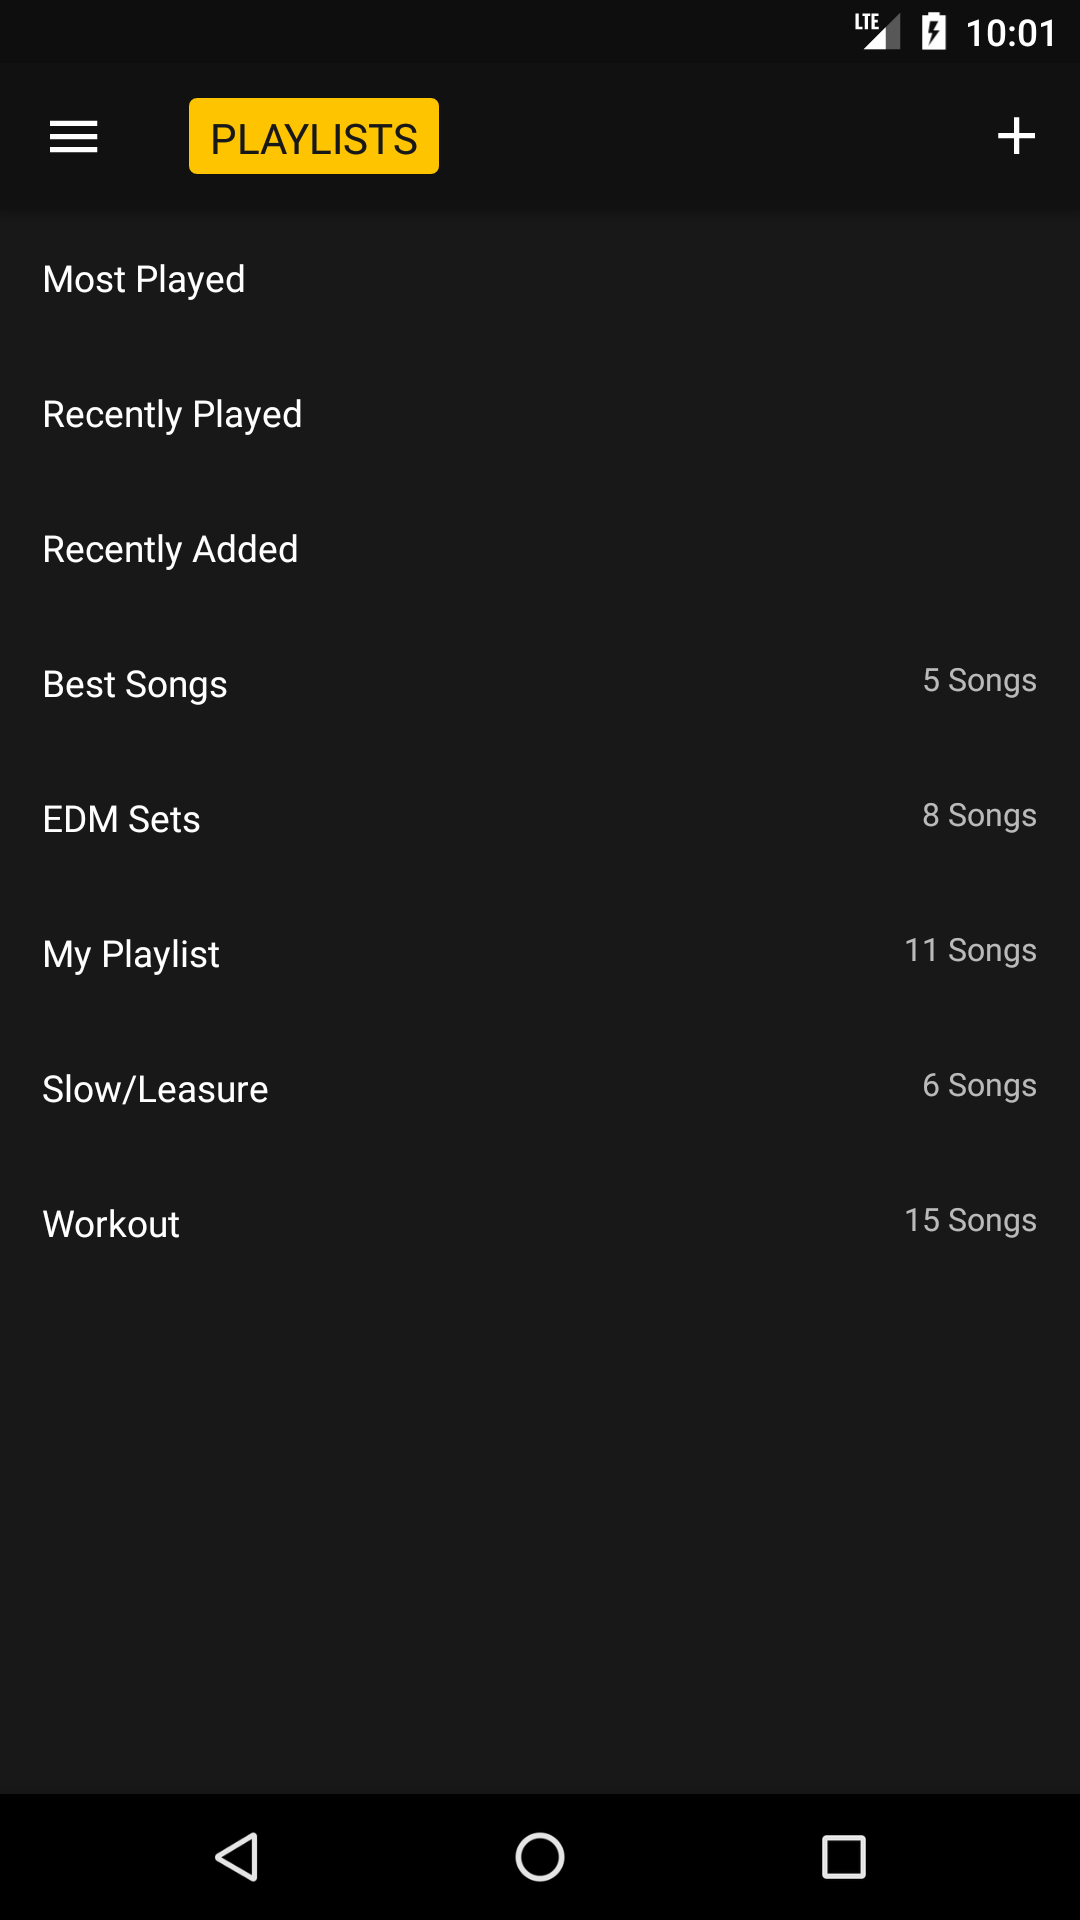 LTE 10:01
PLAYLISTS
Most Played
Recently Played
Recently Added
Best Songs 5 Songs
EDM Sets 8 Songs
My Playlist 11 Songs
Slow/Leasure 6 Songs
Workout 15 Songs